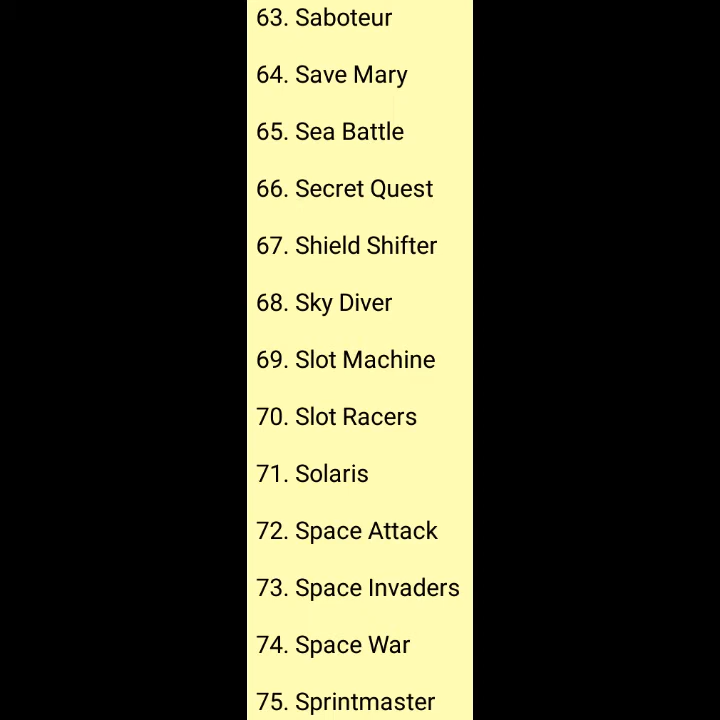 63. Saboteur
64. Save Mary
65. Sea Battle
66. Secret Quest
67. Shield Shifter
68. Sky Diver
69. Slot Machine
70. Slot Racers
71. Solaris
72. Space Attack
73. Space Invaders
74. Space War
75. Sprintmaster